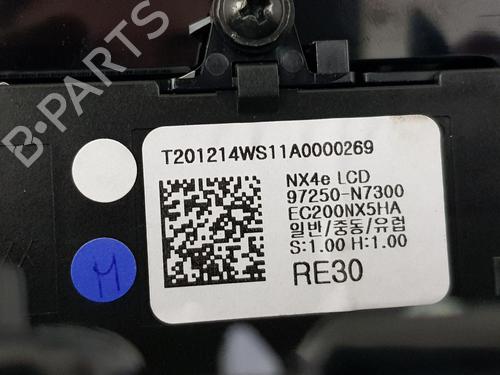 B-PARTS
T201214WS11A0000269
NX4e LCD
97250-N7300
EC200NX5HA
일반/중동/유럽
S:1.00 H:1.00
RE30
M